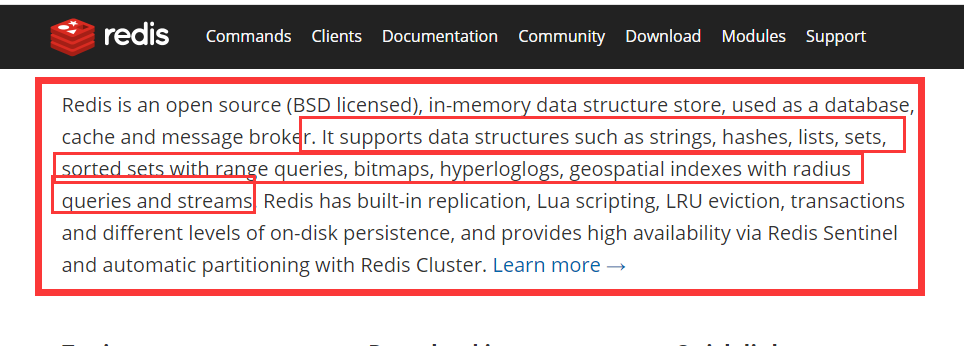 redis Commands Clients Documentation Community Download Modules Support
Redis is an open source (BSD licensed), in-memory data structure store, used as a database,
cache and message broker. It supports data structures such as strings, hashes, lists, sets,
sorted sets with range queries, bitmaps, hyperloglogs, geospatial indexes with radius
queries and streams. Redis has built-in replication, Lua scripting, LRU eviction, transactions
and different levels of on-disk persistence, and provides high availability via Redis Sentinel
and automatic partitioning with Redis Cluster. Learn more →